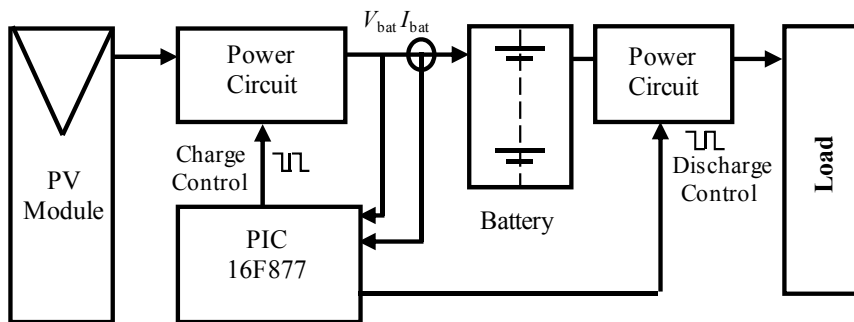 V_bat I_bat
Power
Circuit
Power
Circuit
Charge
Control
Discharge
Control
Load
PV
Module
Battery
PIC
16F877